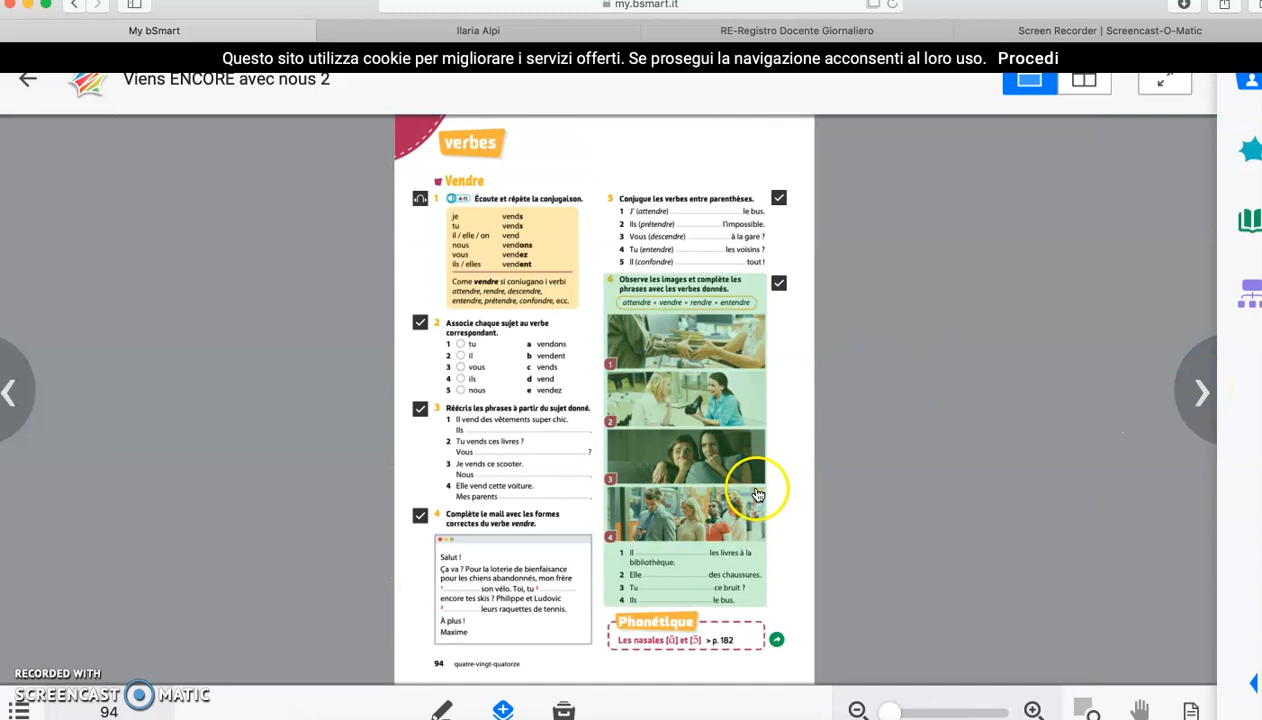 my.bsmart.it
My bSmart
Ilaria Alpi
RE-Registro Docente Giornaliero
Screen Recorder | Screencast-O-Matic
Questo sito utilizza cookie per migliorare i servizi offerti. Se prosegui la navigazione acconsenti al loro uso. Procedi
Viens ENCORE avec nous 2
verbes
Vendre
1 Écoute et répète la conjugaison.
je vends
tu vends
il / elle / on vend
nous vendons
vous vendez
ils / elles vendent
Come vendre si coniugano i verbi
attendre, rendre, descendre,
entendre, prétendre, confondre, ecc.
2 Associe chaque sujet au verbe
correspondant.
1 tu a vendons
2 il b vendent
3 vous c vends
4 ils d vend
5 nous e vendez
3 Réécris les phrases à partir du sujet donné.
1 Il vend des vêtements super chic.
Ils .
2 Tu vends ces livres ?
Vous ?
3 Je vends ce scooter.
Nous .
4 Elle vend cette voiture.
Mes parents .
4 Complète le mail avec les formes
correctes du verbe vendre.
Salut !
Ça va ? Pour la loterie de bienfaisance
pour les chiens abandonnés, mon frère
1 son vélo. Toi, tu 2
encore tes skis ? Philippe et Ludovic
3 leurs raquettes de tennis.
À plus !
Maxime
5 Conjugue les verbes entre parenthèses.
1 J' (attendre) le bus.
2 Ils (prétendre) l'impossible.
3 Vous (descendre) à la gare ?
4 Tu (entendre) les voisins ?
5 Il (confondre) tout !
6 Observe les images et complète les
phrases avec les verbes donnés.
attendre • vendre • rendre • entendre
1
2
3
4
1 Il les livres à la
bibliothèque.
2 Elle des chaussures.
3 Tu ce bruit ?
4 Ils le bus.
Phonétique
Les nasales [ɑ̃] et [ɔ̃] > p. 182
94 quatre-vingt-quatorze
RECORDED WITH
SCREENCAST MATIC
94